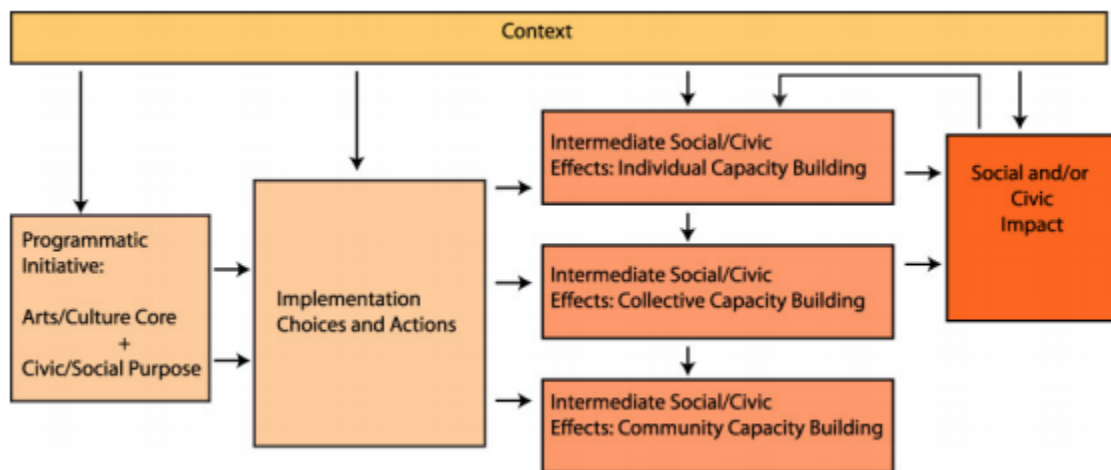 Context
Programmatic
Initiative:
Arts/Culture Core
+
Civic/Social Purpose
Implementation
Choices and Actions
Intermediate Social/Civic
Effects: Individual Capacity Building
Intermediate Social/Civic
Effects: Collective Capacity Building
Intermediate Social/Civic
Effects: Community Capacity Building
Social and/or
Civic
Impact